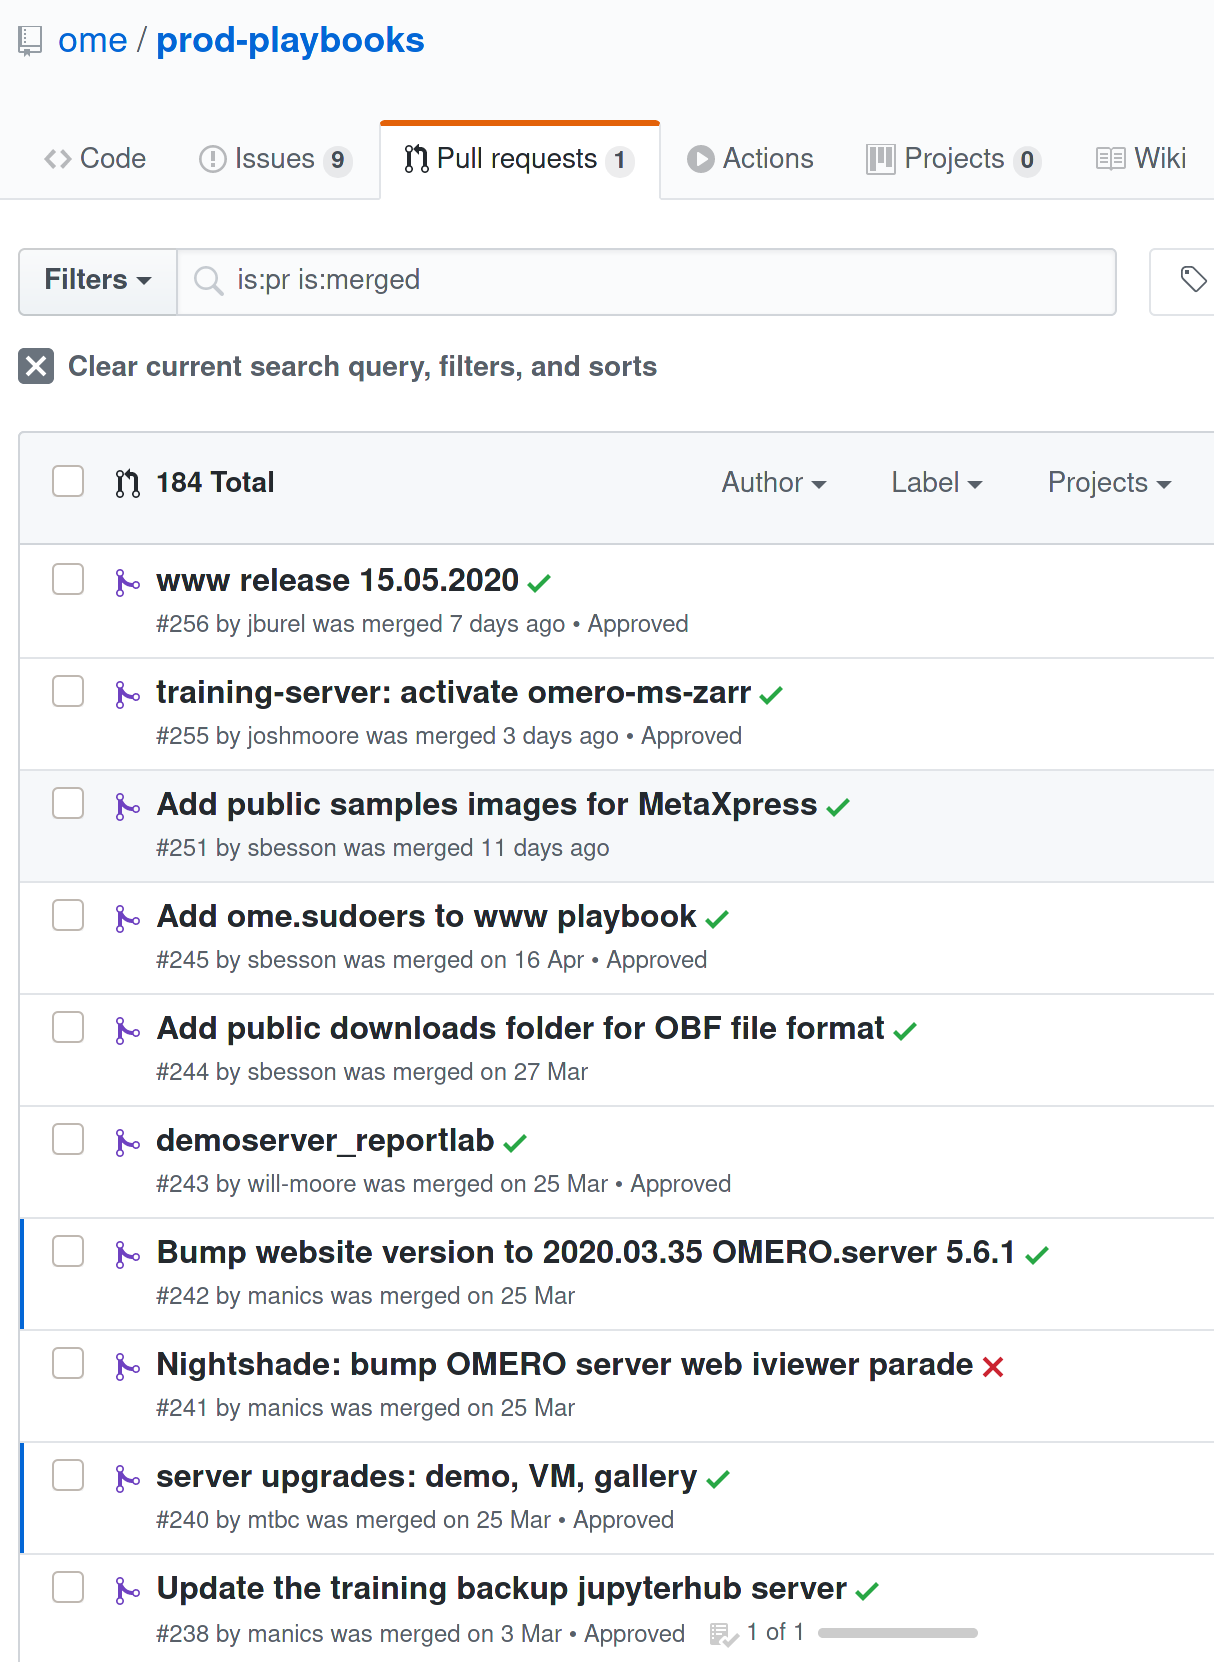 ome / prod-playbooks
Code Issues 9 Pull requests 1 Actions Projects 0 Wiki
Filters is:pr is:merged
Clear current search query, filters, and sorts
184 Total Author Label Projects
www release 15.05.2020
#256 by jburel was merged 7 days ago • Approved
training-server: activate omero-ms-zarr
#255 by joshmoore was merged 3 days ago • Approved
Add public samples images for MetaXpress
#251 by sbesson was merged 11 days ago
Add ome.sudoers to www playbook
#245 by sbesson was merged on 16 Apr • Approved
Add public downloads folder for OBF file format
#244 by sbesson was merged on 27 Mar
demoserver_reportlab
#243 by will-moore was merged on 25 Mar • Approved
Bump website version to 2020.03.35 OMERO.server 5.6.1
#242 by manics was merged on 25 Mar
Nightshade: bump OMERO server web iviewer parade
#241 by manics was merged on 25 Mar
server upgrades: demo, VM, gallery
#240 by mtbc was merged on 25 Mar • Approved
Update the training backup jupyterhub server
#238 by manics was merged on 3 Mar • Approved 1 of 1